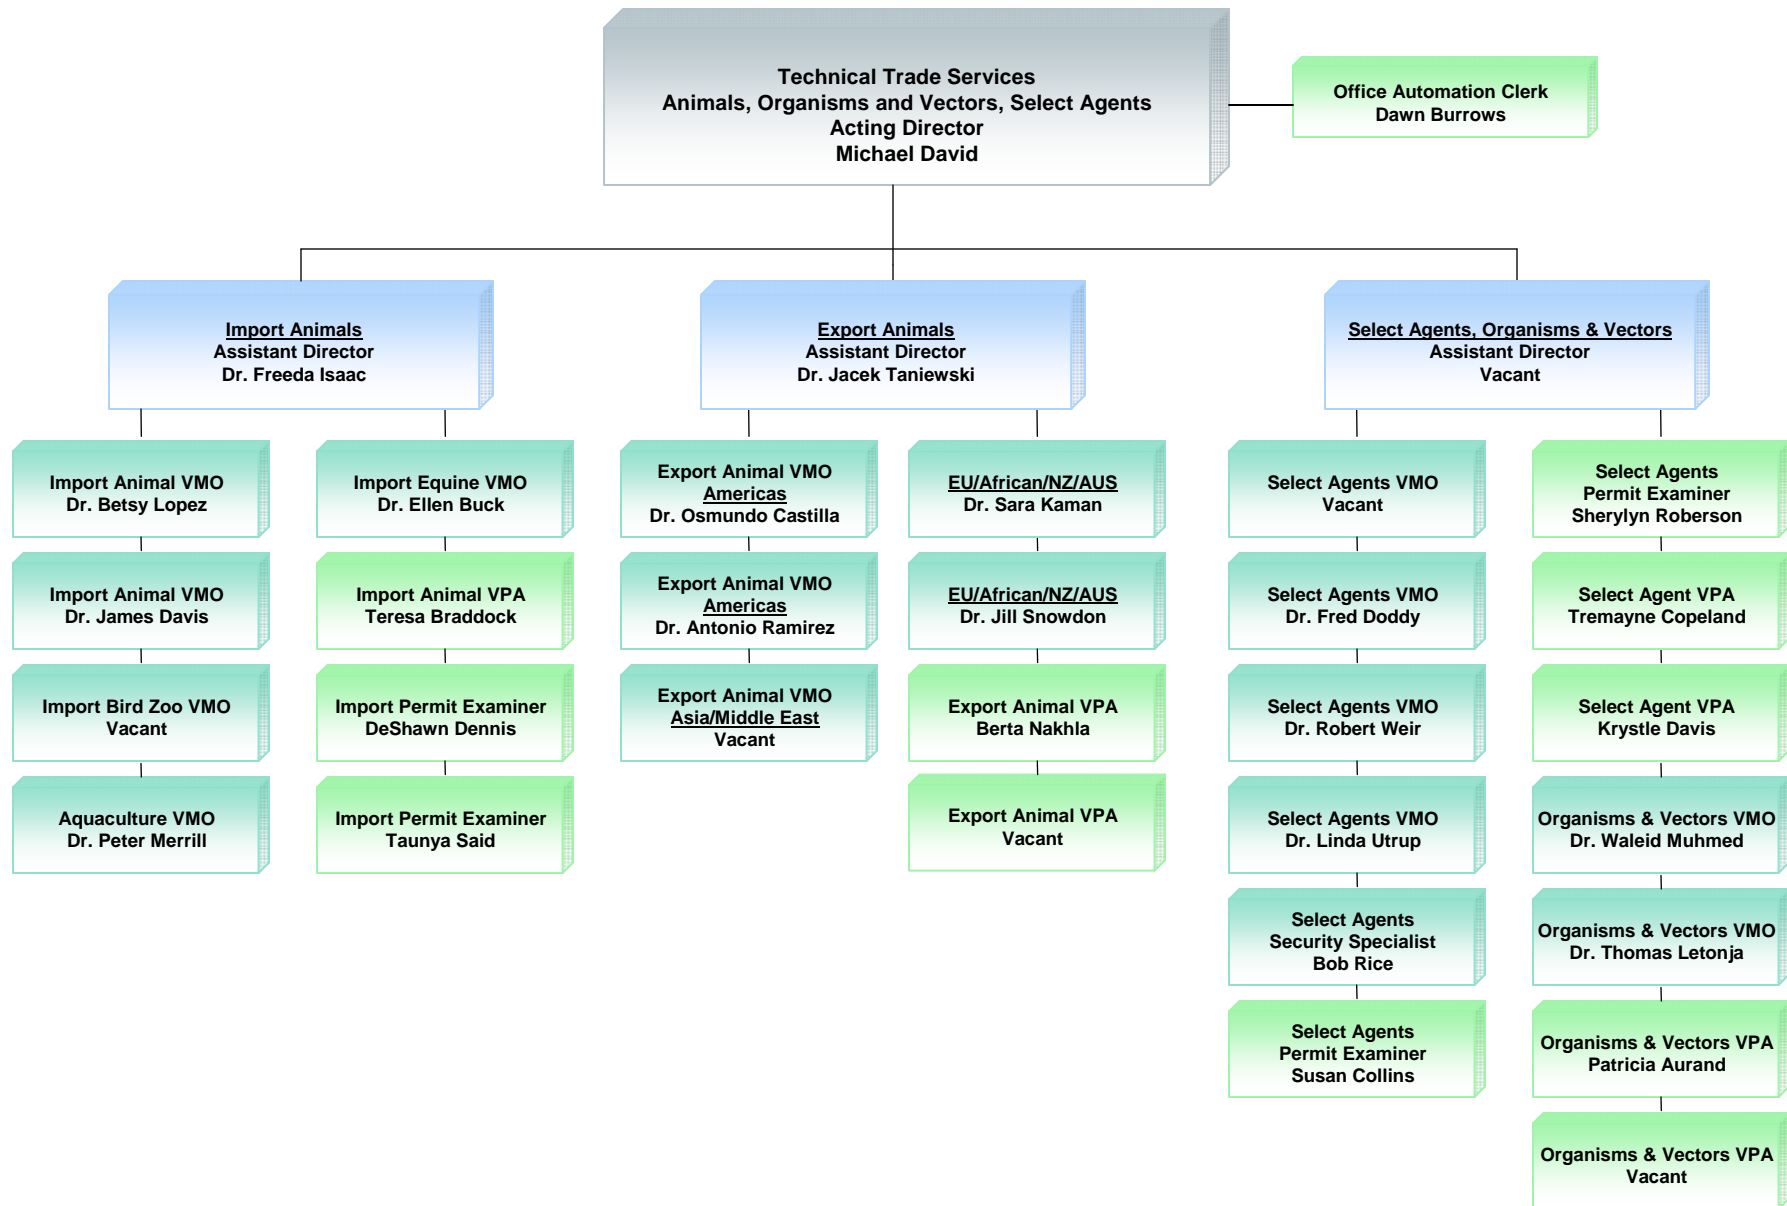 Technical Trade Services
Animals, Organisms and Vectors, Select Agents
Acting Director
Michael David
Office Automation Clerk
Dawn Burrows
Import Animals
Assistant Director
Dr. Freeda Isaac
Export Animals
Assistant Director
Dr. Jacek Taniewski
Select Agents, Organisms & Vectors
Assistant Director
Vacant
Import Animal VMO
Dr. Betsy Lopez
Import Animal VMO
Dr. James Davis
Import Bird Zoo VMO
Vacant
Aquaculture VMO
Dr. Peter Merrill
Import Equine VMO
Dr. Ellen Buck
Import Animal VPA
Teresa Braddock
Import Permit Examiner
DeShawn Dennis
Import Permit Examiner
Taunya Said
Export Animal VMO
Americas
Dr. Osmundo Castilla
Export Animal VMO
Americas
Dr. Antonio Ramirez
Export Animal VMO
Asia/Middle East
Vacant
EU/African/NZ/AUS
Dr. Sara Kaman
EU/African/NZ/AUS
Dr. Jill Snowdon
Export Animal VPA
Berta Nakhla
Export Animal VPA
Vacant
Select Agents VMO
Vacant
Select Agents VMO
Dr. Fred Doddy
Select Agents VMO
Dr. Robert Weir
Select Agents VMO
Dr. Linda Utrup
Select Agents
Security Specialist
Bob Rice
Select Agents
Permit Examiner
Susan Collins
Select Agents
Permit Examiner
Sherylyn Roberson
Select Agent VPA
Tremayne Copeland
Select Agent VPA
Krystle Davis
Organisms & Vectors VMO
Dr. Waleid Muhmed
Organisms & Vectors VMO
Dr. Thomas Letonja
Organisms & Vectors VPA
Patricia Aurand
Organisms & Vectors VPA
Vacant